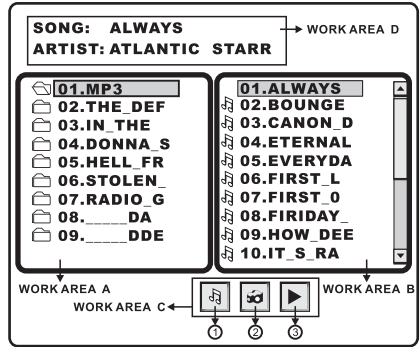 SONG: ALWAYS
ARTIST: ATLANTIC STARR
WORK AREA D
01.MP3
02.THE_DEF
03.IN_THE
04.DONNA_S
05.HELL_FR
06.STOLEN_
07.RADIO_G
08._____DA
09._____DDE
01.ALWAYS
02.BOUNGE
03.CANON_D
04.ETERNAL
05.EVERYDA
06.FIRST_L
07.FIRST_0
08.FIRIDAY_
09.HOW_DEE
10.IT_S_RA
WORK AREA A
WORK AREA B
WORK AREA C
1
2
3